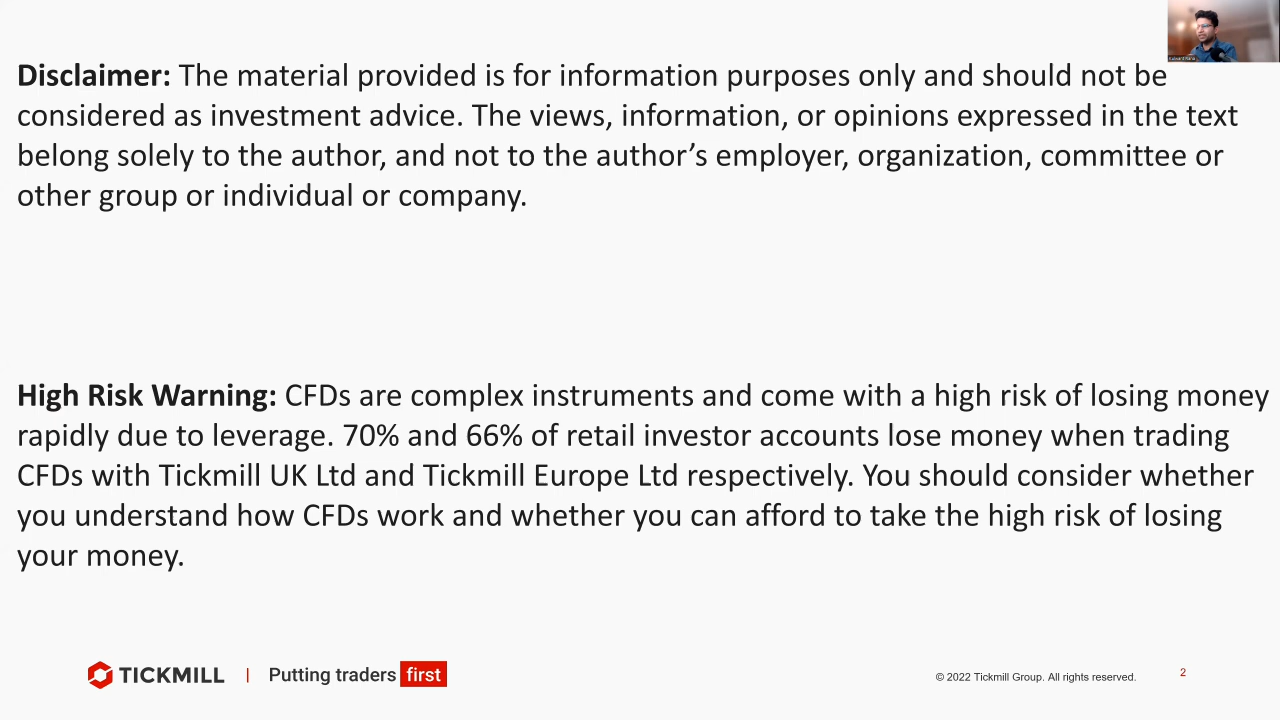 Disclaimer: The material provided is for information purposes only and should not be
considered as investment advice. The views, information, or opinions expressed in the text
belong solely to the author, and not to the author’s employer, organization, committee or
other group or individual or company.
High Risk Warning: CFDs are complex instruments and come with a high risk of losing money
rapidly due to leverage. 70% and 66% of retail investor accounts lose money when trading
CFDs with Tickmill UK Ltd and Tickmill Europe Ltd respectively. You should consider whether
you understand how CFDs work and whether you can afford to take the high risk of losing
your money.
TICKMILL | Putting traders first
© 2022 Tickmill Group. All rights reserved.
2